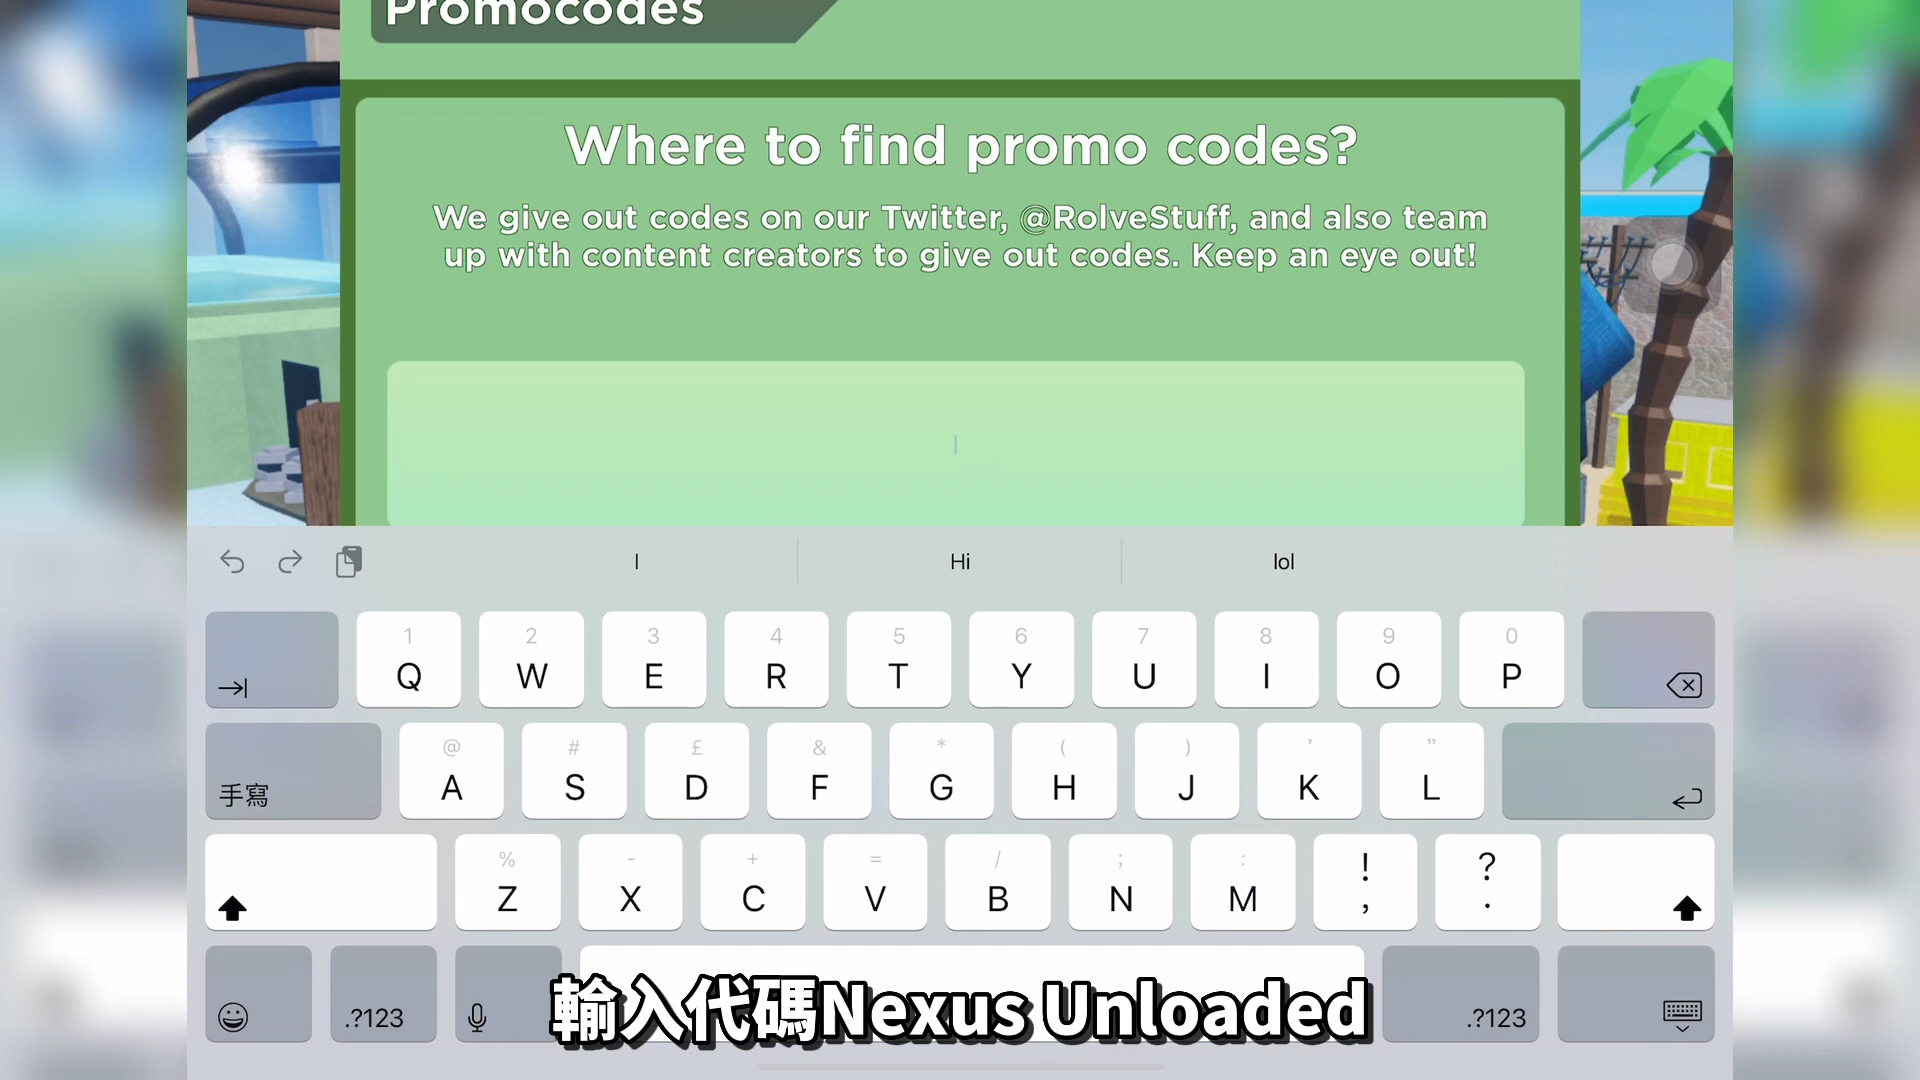 Promocodes
Where to find promo codes?
We give out codes on our Twitter, @RolveStuff, and also team
up with content creators to give out codes. Keep an eye out!
I Hi lol
1 2 3 4 5 6 7 8 9 0
Q W E R T Y U I O P
@ # £ & * ( ) ' "
手寫 A S D F G H J K L
% - + = / ; : ! ?
Z X C V B N M , .
.?123 .?123
輸入代碼Nexus Unloaded